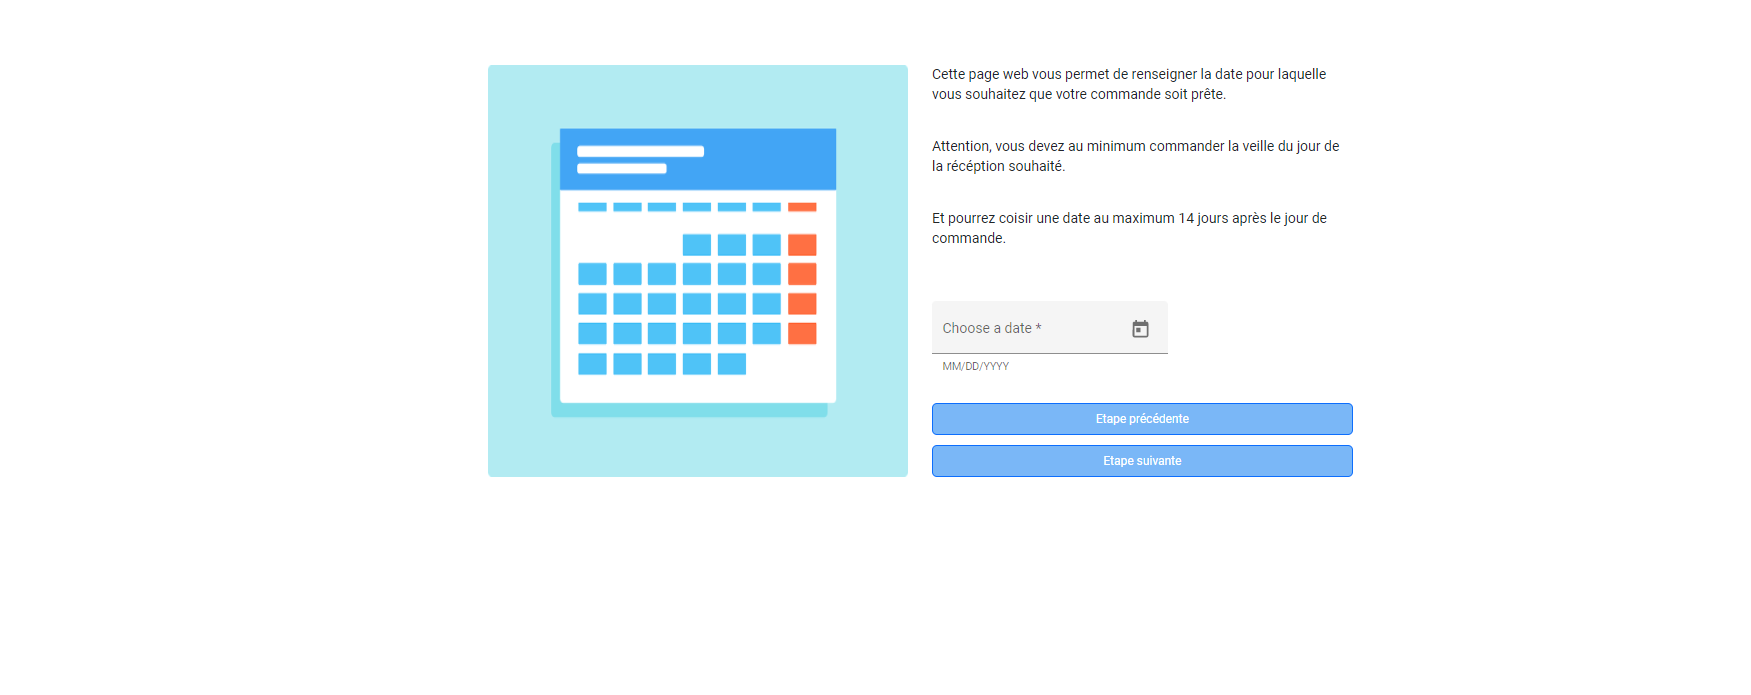 Cette page web vous permet de renseigner la date pour laquelle
vous souhaitez que votre commande soit prête.
Attention, vous devez au minimum commander la veille du jour de
la récéption souhaité.
Et pourrez coisir une date au maximum 14 jours après le jour de
commande.
Choose a date *
MM/DD/YYYY
Etape précédente
Etape suivante